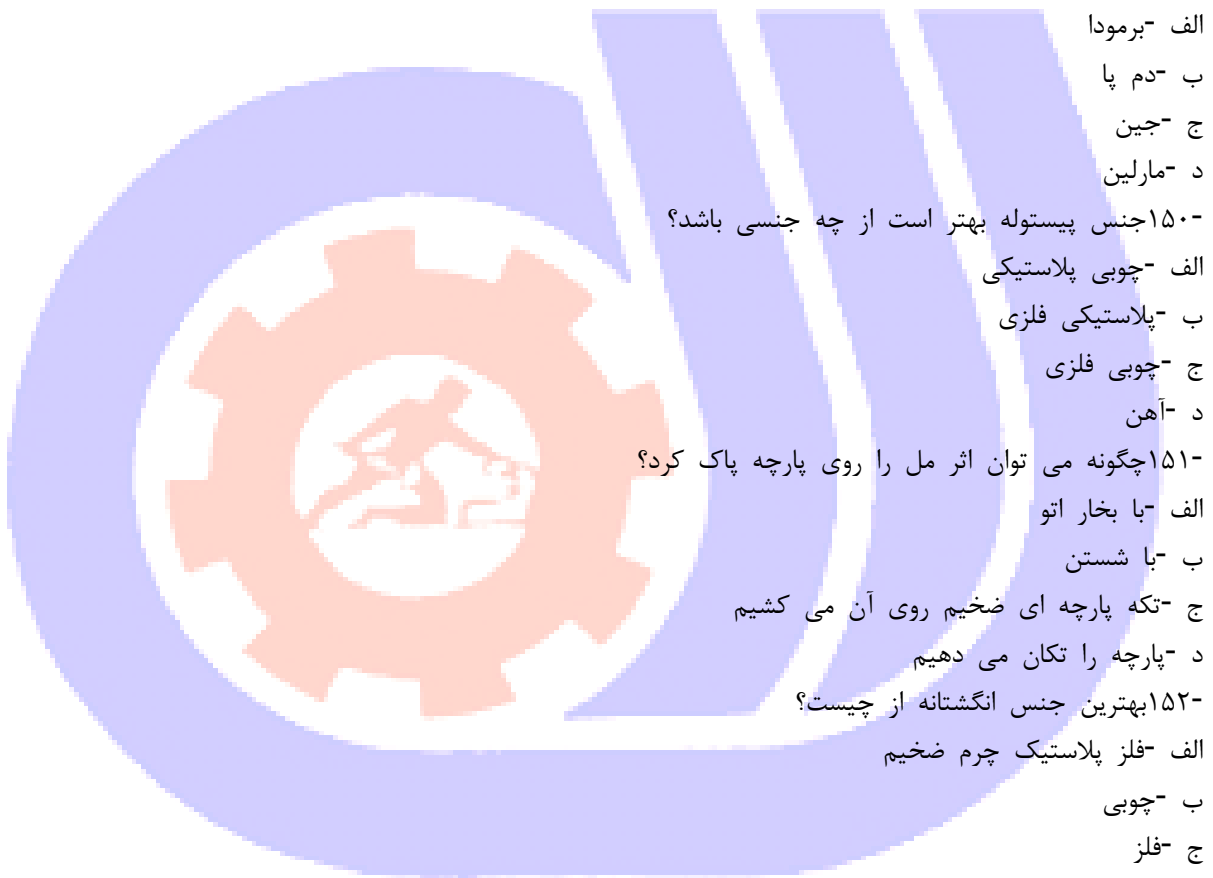 الف -برمودا
ب -دم پا
ج -جین
د -مارلین
-۱۵۰جنس پیستوله بهتر است از چه جنسی باشد؟
الف -چوبی پلاستیکی
ب -پلاستیکی فلزی
ج -چوبی فلزی
د -آهن
-۱۵۱چگونه می توان اثر مل را روی پارچه پاک کرد؟
الف -با بخار اتو
ب -با شستن
ج -تکه پارچه ای ضخیم روی آن می کشیم
د -پارچه را تکان می دهیم
-۱۵۲بهترین جنس انگشتانه از چیست؟
الف -فلز پلاستیک چرم ضخیم
ب -چوبی
ج -فلز